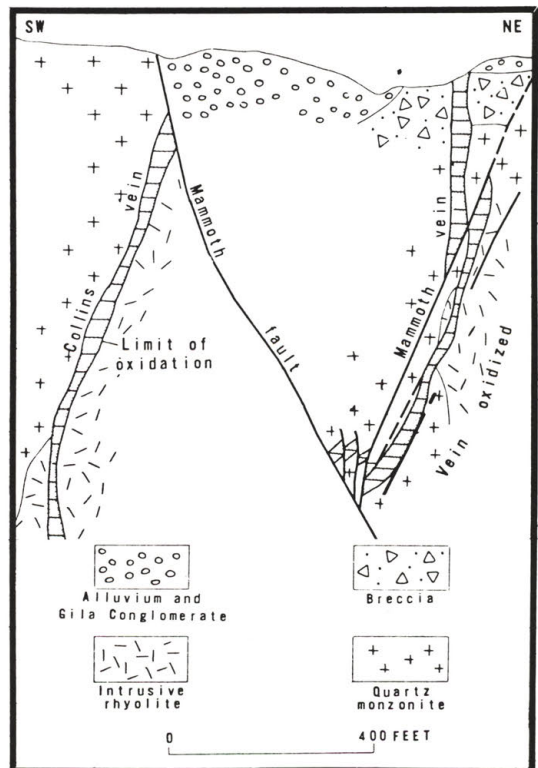 SW
NE
Collins vein
Mammoth fault
Mammoth vein
Vein oxidized
Limit of
oxidation
Alluvium and
Gila Conglomerate
Breccia
Intrusive
rhyolite
Quartz
monzonite
0
400 FEET